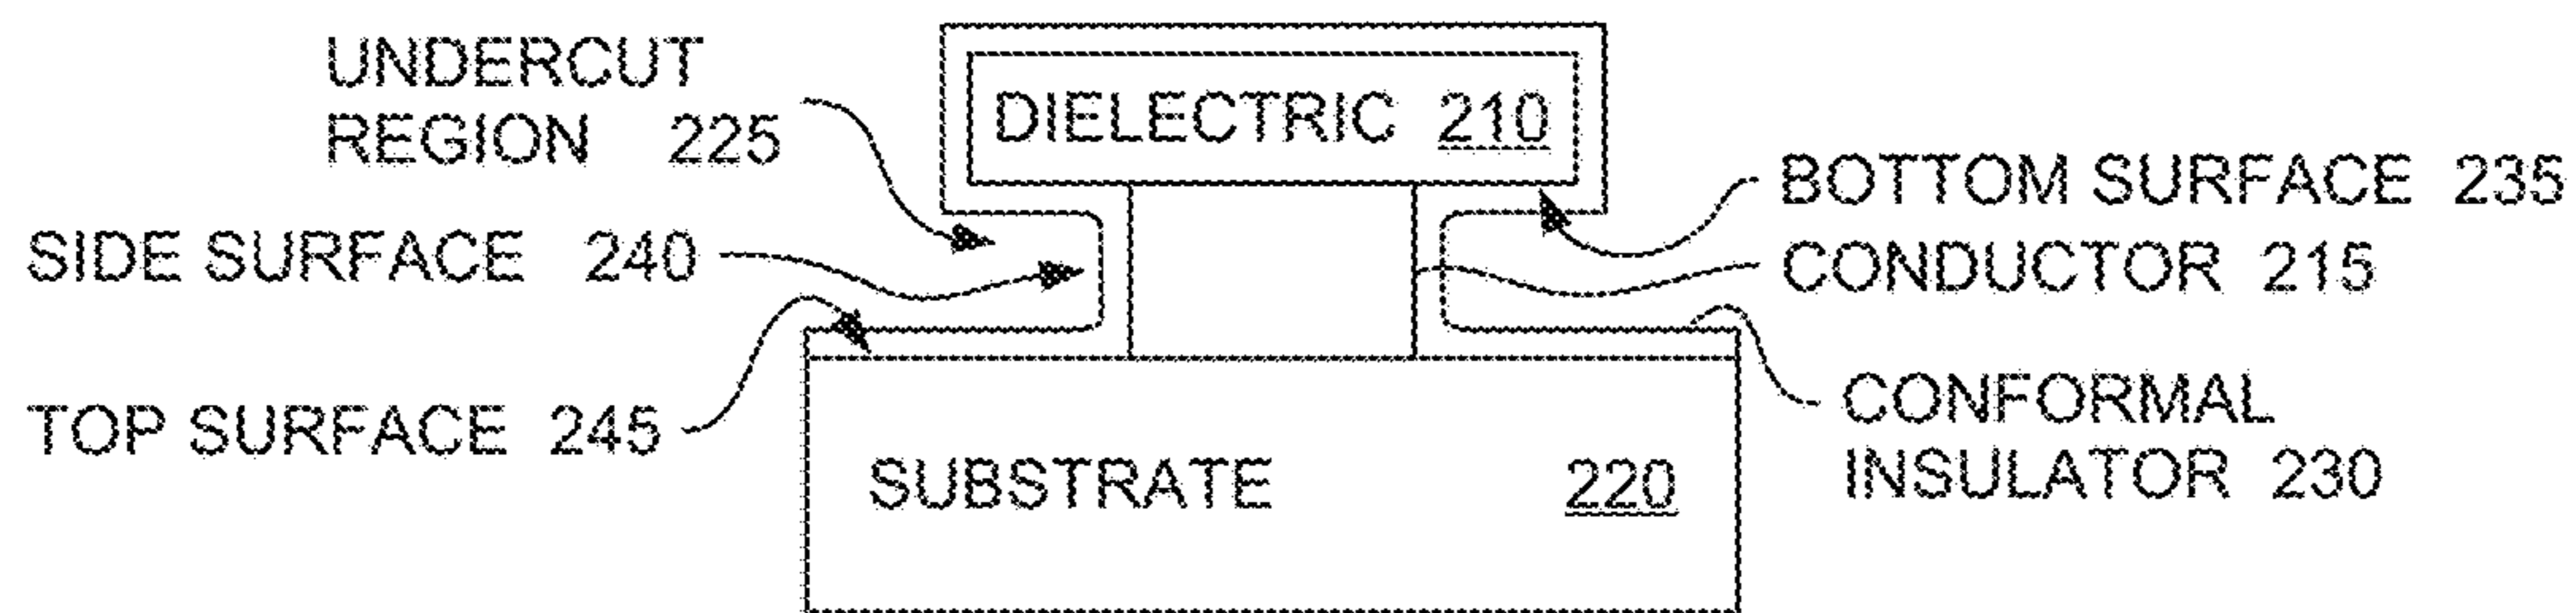 UNDERCUT
REGION 225
DIELECTRIC 210
BOTTOM SURFACE 235
SIDE SURFACE 240
CONDUCTOR 215
TOP SURFACE 245
CONFORMAL
INSULATOR 230
SUBSTRATE 220